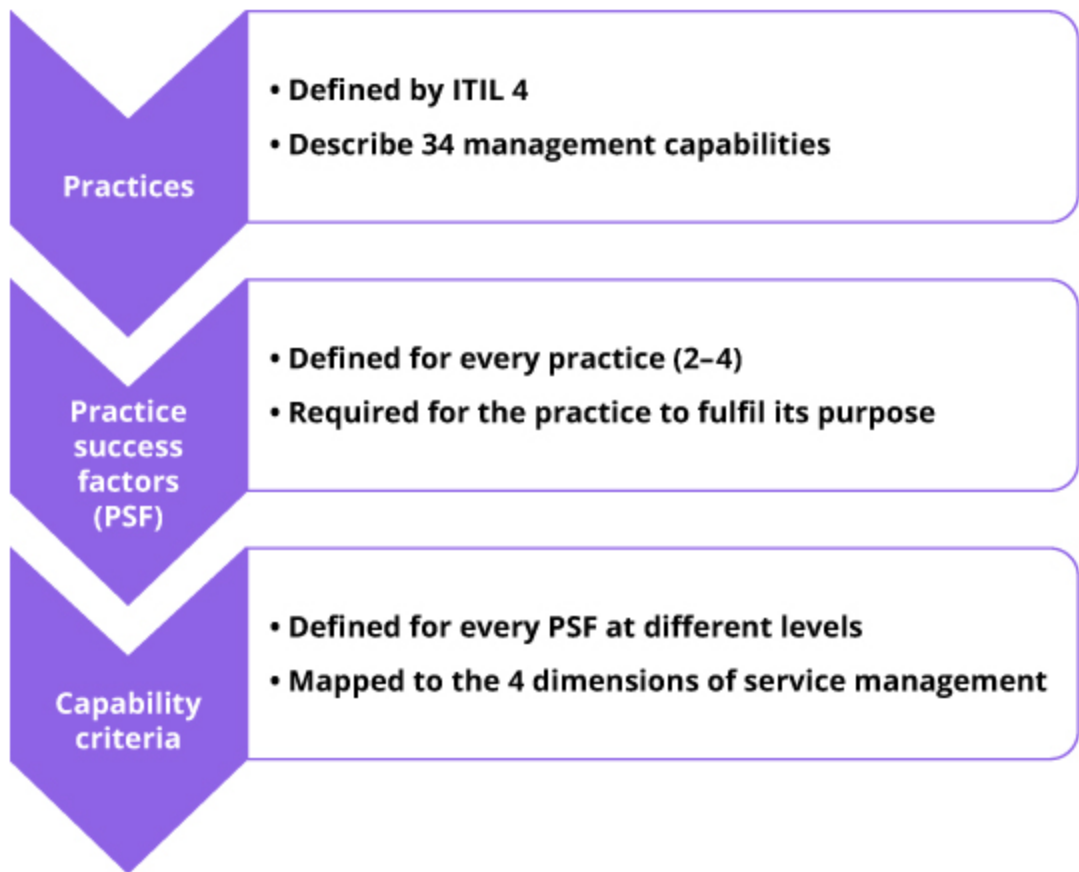 Practices
• Defined by ITIL 4
• Describe 34 management capabilities
Practice
success
factors
(PSF)
• Defined for every practice (2–4)
• Required for the practice to fulfil its purpose
Capability
criteria
• Defined for every PSF at different levels
• Mapped to the 4 dimensions of service management